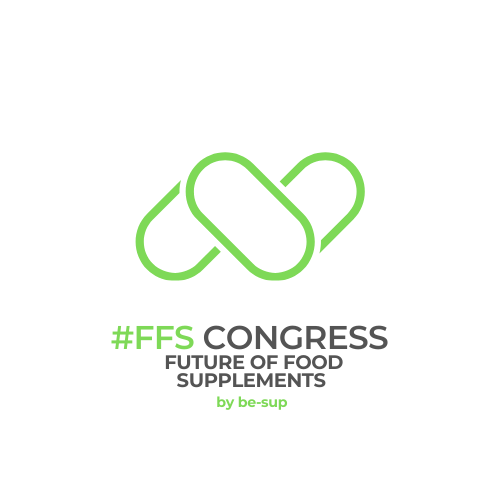 #FFS CONGRESS
FUTURE OF FOOD
SUPPLEMENTS
by be-sup